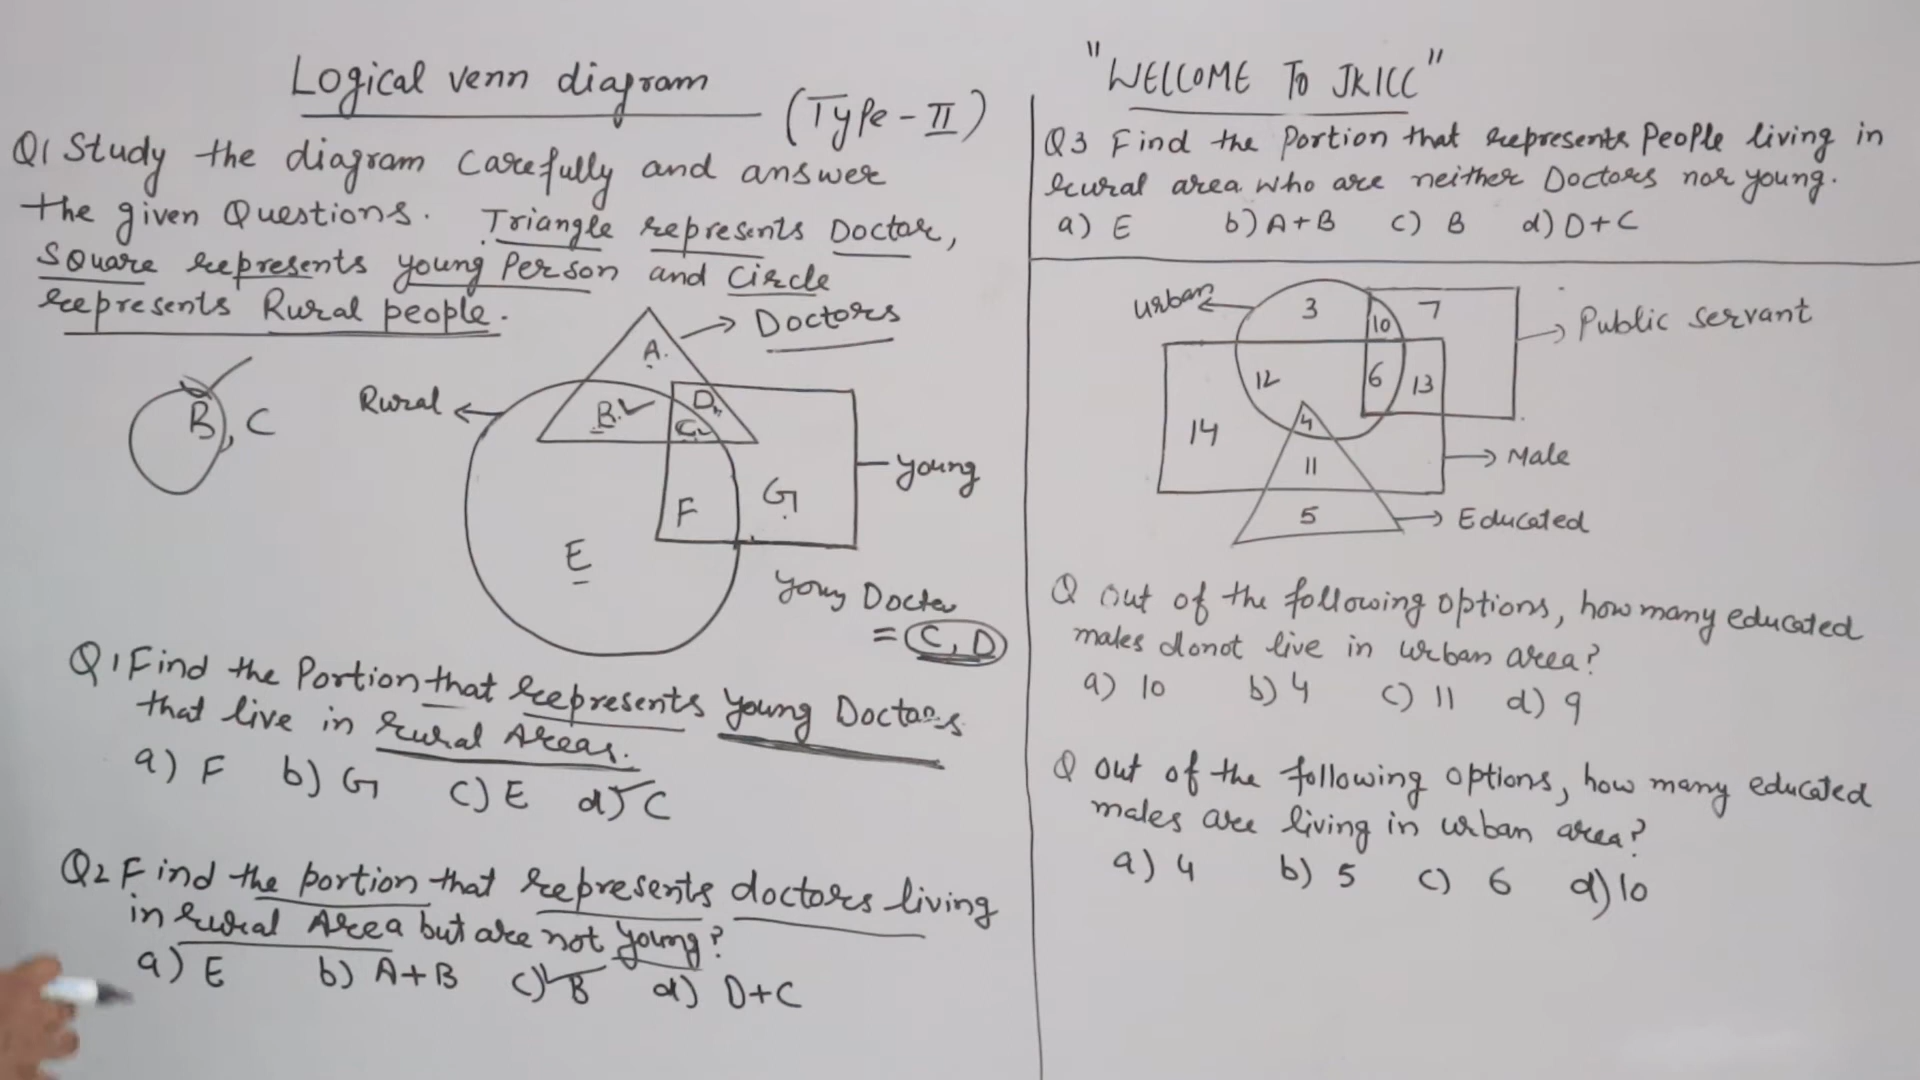 Logical venn diagram
(Type-II)
Q1 Study the diagram carefully and answer
the given Questions. Triangle represents Doctor,
Square represents young Person and Circle
represents Rural people.
Doctors
A.
Rural
B.
D
C
B, C
young
F
G
E
young Doctor
= C, D
Q1 Find the Portion that represents young Doctors
that live in rural Areas.
a) F b) G c) E d) C
Q2 Find the portion that represents doctors living
in rural Area but are not young?
a) E b) A+B c) B d) D+C
"WELCOME TO JKICC"
Q3 Find the Portion that represents People living in
rural area who are neither Doctors nor young.
a) E b) A+B c) B d) D+C
urban
3
7
10
Public servant
12
6
13
14
4
Male
11
5
Educated
Q out of the following options, how many educated
males donot live in urban area?
a) 10 b) 4 c) 11 d) 9
Q out of the following options, how many educated
males are living in urban area?
a) 4 b) 5 c) 6 d) 10